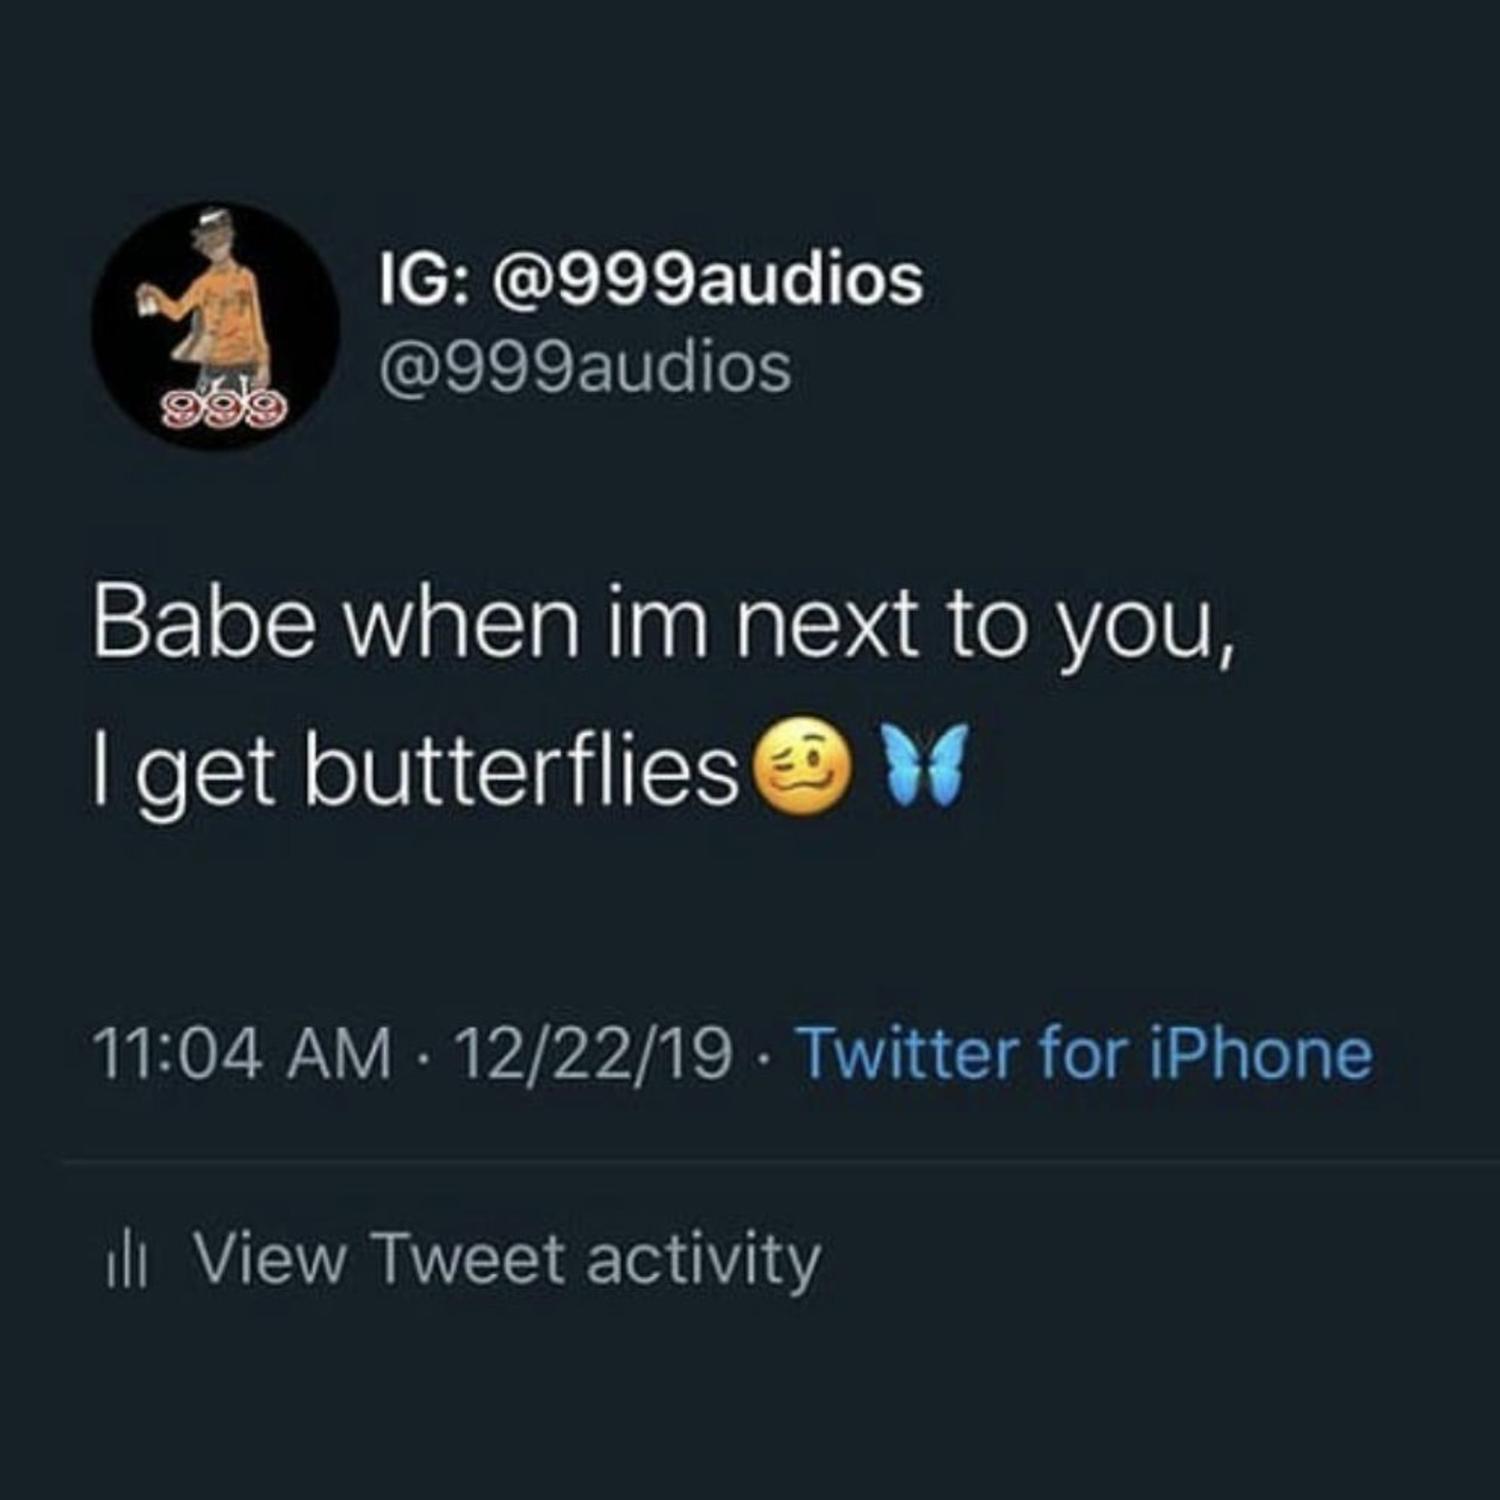 999
IG: @999audios
@999audios
Babe when im next to you,
I get butterflies🥴 🦋
11:04 AM · 12/22/19 · Twitter for iPhone
View Tweet activity